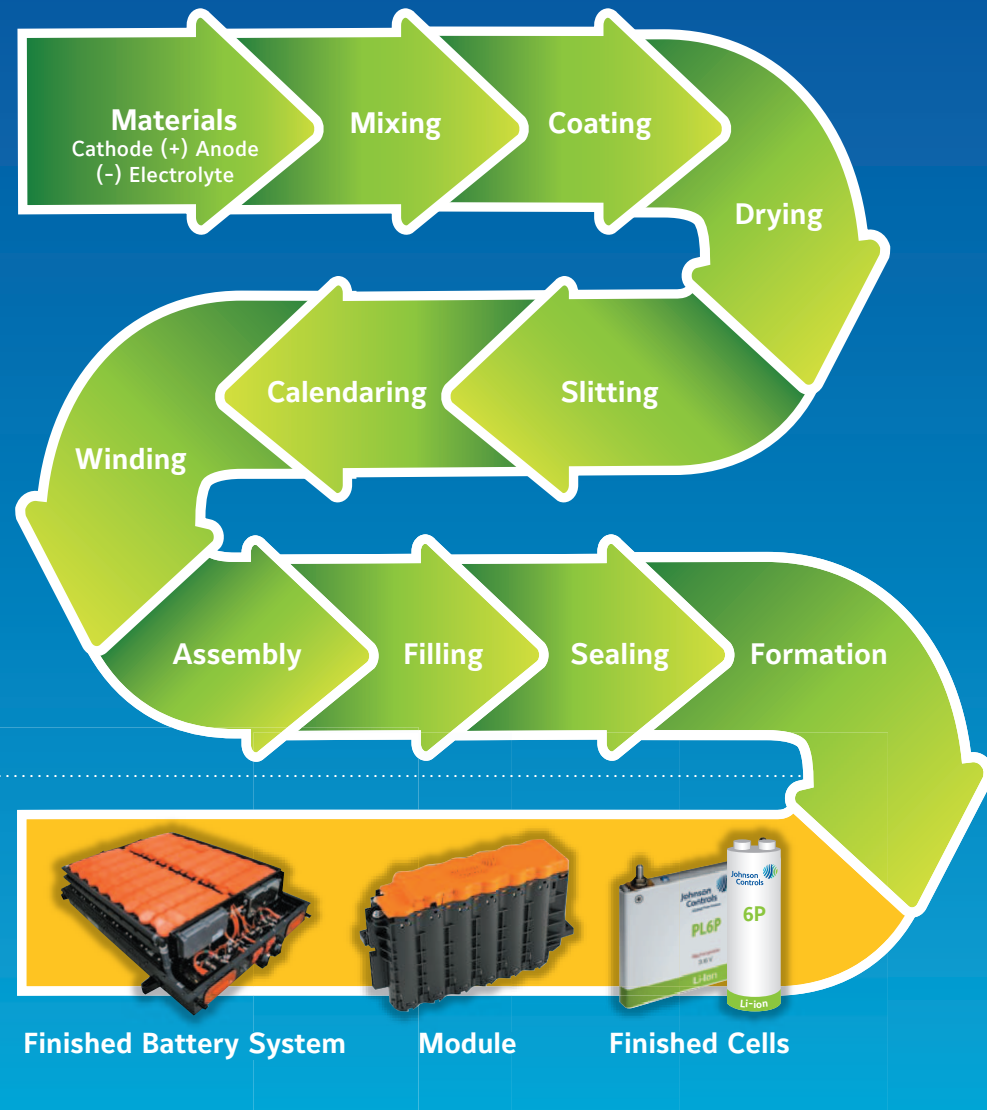 Materials
Cathode (+) Anode
(-) Electrolyte
Mixing
Coating
Drying
Slitting
Calendaring
Winding
Assembly
Filling
Sealing
Formation
Johnson
Controls
PL6P
Li-Ion
Johnson
Controls
6P
Li-ion
Finished Battery System
Module
Finished Cells